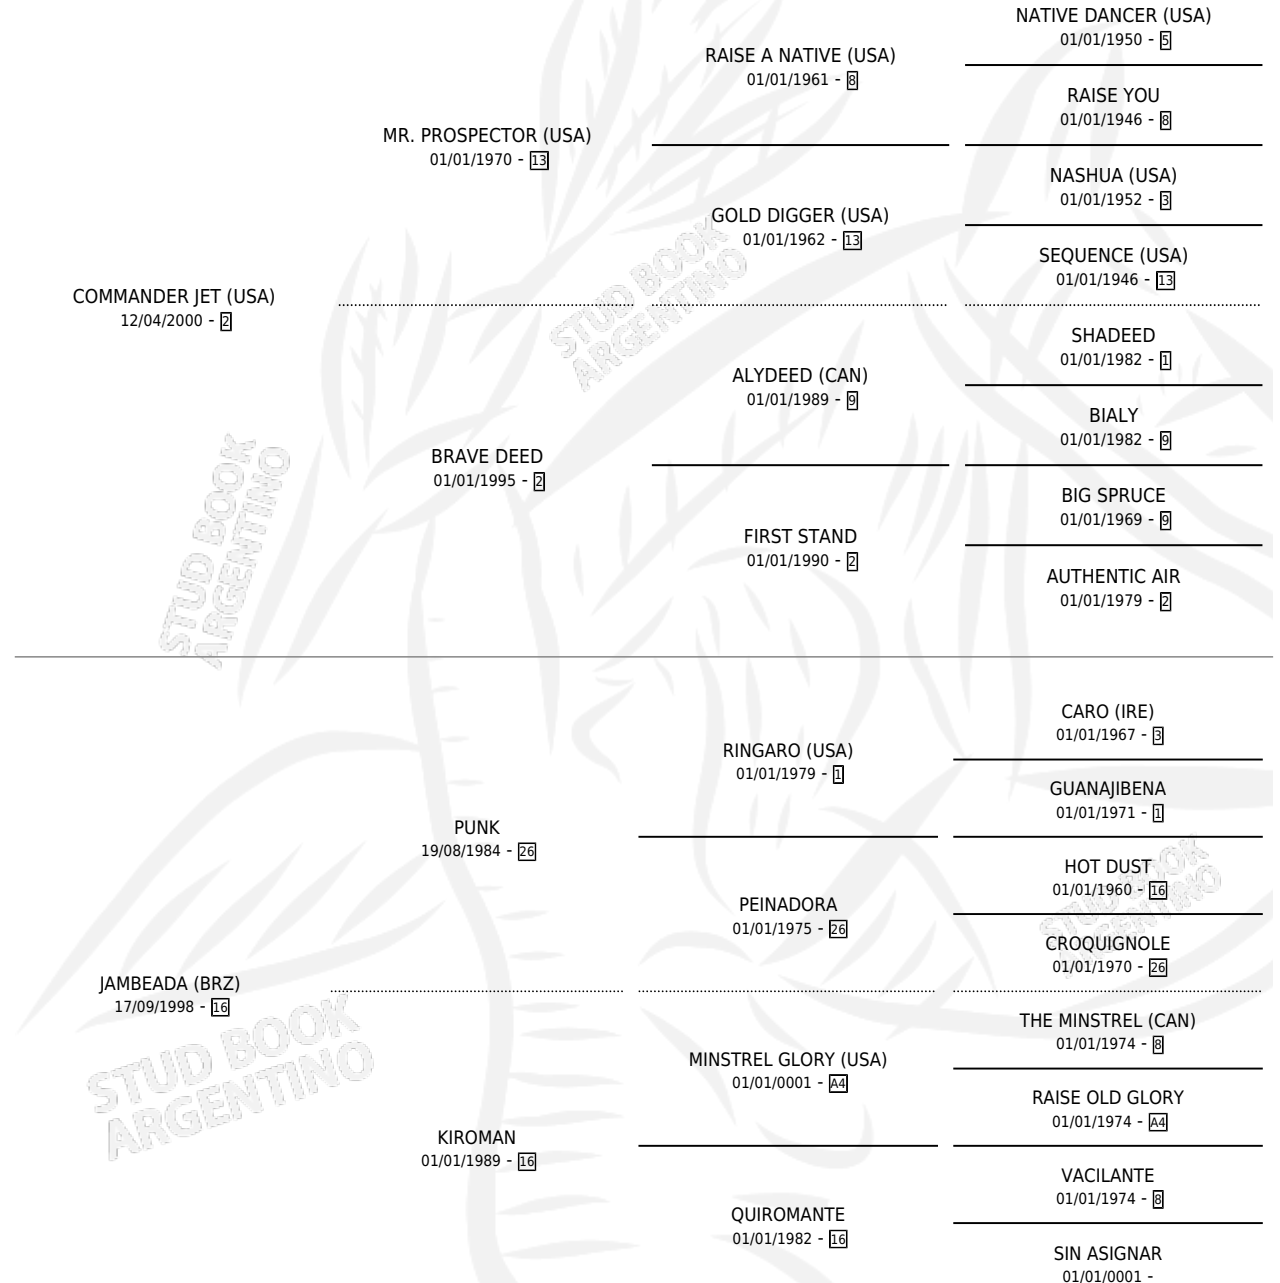 NATIVE DANCER (USA)
01/01/1950 - 5
RAISE A NATIVE (USA)
01/01/1961 - 8
RAISE YOU
01/01/1946 - 8
MR. PROSPECTOR (USA)
01/01/1970 - 13
NASHUA (USA)
01/01/1952 - 3
GOLD DIGGER (USA)
01/01/1962 - 13
SEQUENCE (USA)
01/01/1946 - 13
COMMANDER JET (USA)
12/04/2000 - 2
SHADEED
01/01/1982 - 1
ALYDEED (CAN)
01/01/1989 - 9
BIALY
01/01/1982 - 9
BRAVE DEED
01/01/1995 - 2
BIG SPRUCE
01/01/1969 - 9
FIRST STAND
01/01/1990 - 2
AUTHENTIC AIR
01/01/1979 - 2
CARO (IRE)
01/01/1967 - 3
RINGARO (USA)
01/01/1979 - 1
GUANAJIBENA
01/01/1971 - 1
PUNK
19/08/1984 - 26
HOT DUST
01/01/1960 - 16
PEINADORA
01/01/1975 - 26
CROQUIGNOLE
01/01/1970 - 26
JAMBEADA (BRZ)
17/09/1998 - 16
THE MINSTREL (CAN)
01/01/1974 - 8
MINSTREL GLORY (USA)
01/01/0001 - A4
RAISE OLD GLORY
01/01/1974 - A4
KIROMAN
01/01/1989 - 16
VACILANTE
01/01/1974 - 8
QUIROMANTE
01/01/1982 - 16
SIN ASIGNAR
01/01/0001 -
STUD BOOK
ARGENTINO
STUD BOOK
ARGENTINO
STUD BOOK
ARGENTINO
STUD BOOK
ARGENTINO